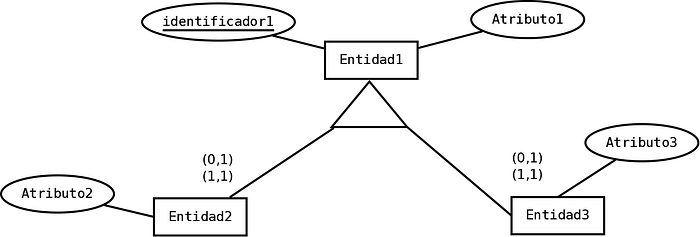 identificador1
Atributo1
Entidad1
(0,1)
(1,1)
(0,1)
(1,1)
Atributo3
Atributo2
Entidad2
Entidad3